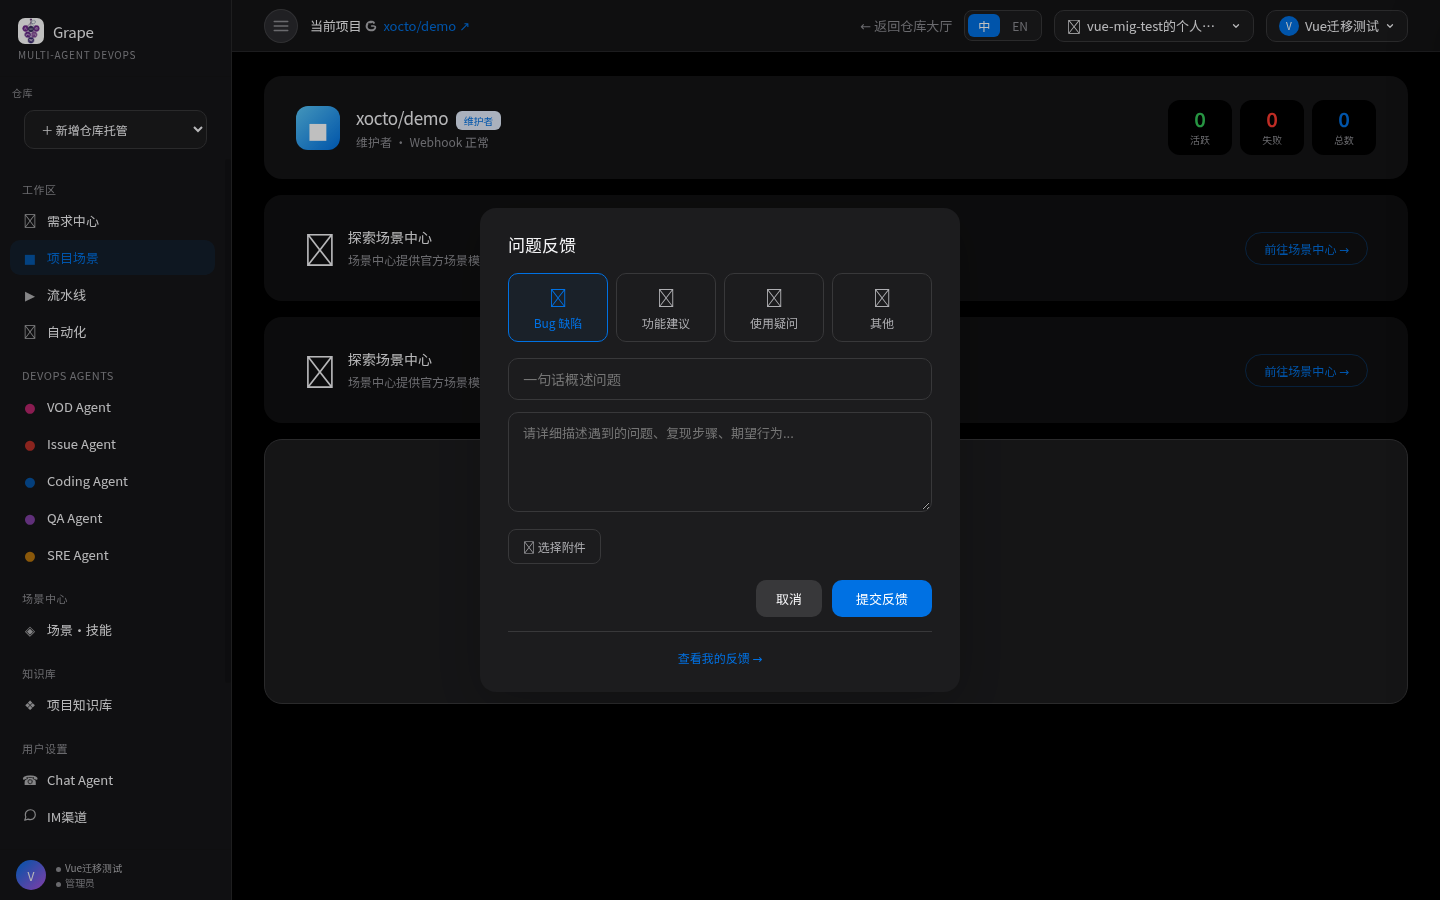 Grape
MULTI-AGENT DEVOPS
仓库
+ 新增仓库托管
工作区
需求中心
项目场景
流水线
自动化
DEVOPS AGENTS
VOD Agent
Issue Agent
Coding Agent
QA Agent
SRE Agent
场景中心
场景·技能
知识库
项目知识库
用户设置
Chat Agent
IM渠道
V
Vue迁移测试
管理员
当前项目 G xocto/demo ↗
← 返回仓库大厅
中 EN
vue-mig-test的个人…
V Vue迁移测试
xocto/demo 维护者
维护者 · Webhook 正常
0 活跃
0 失败
0 总数
探索场景中心
场景中心提供官方场景模
前往场景中心 →
探索场景中心
场景中心提供官方场景模
前往场景中心 →
问题反馈
Bug 缺陷
功能建议
使用疑问
其他
一句话概述问题
请详细描述遇到的问题、复现步骤、期望行为...
选择附件
取消
提交反馈
查看我的反馈 →